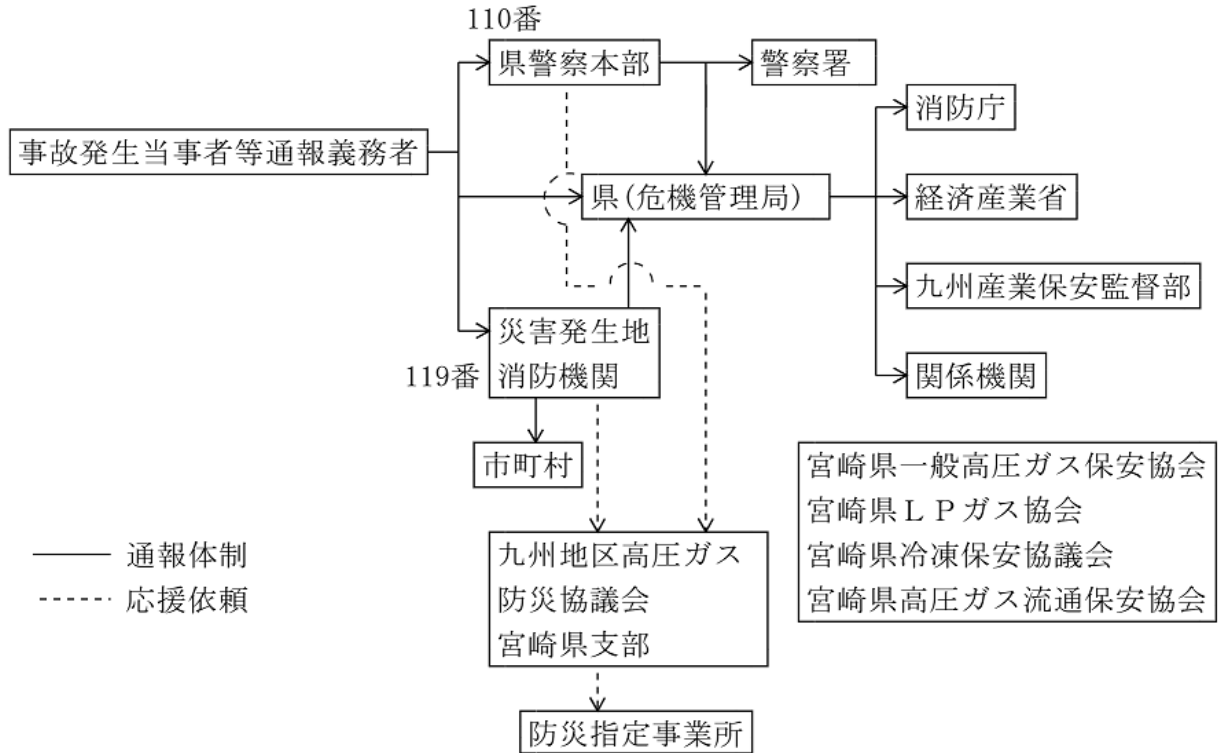 110番
県警察本部
警察署
消防庁
事故発生当事者等通報義務者
県(危機管理局)
経済産業省
九州産業保安監督部
災害発生地
消防機関
119番
関係機関
市町村
宮崎県一般高圧ガス保安協会
宮崎県LPガス協会
宮崎県冷凍保安協議会
宮崎県高圧ガス流通保安協会
通報体制
応援依頼
九州地区高圧ガス
防災協議会
宮崎県支部
防災指定事業所